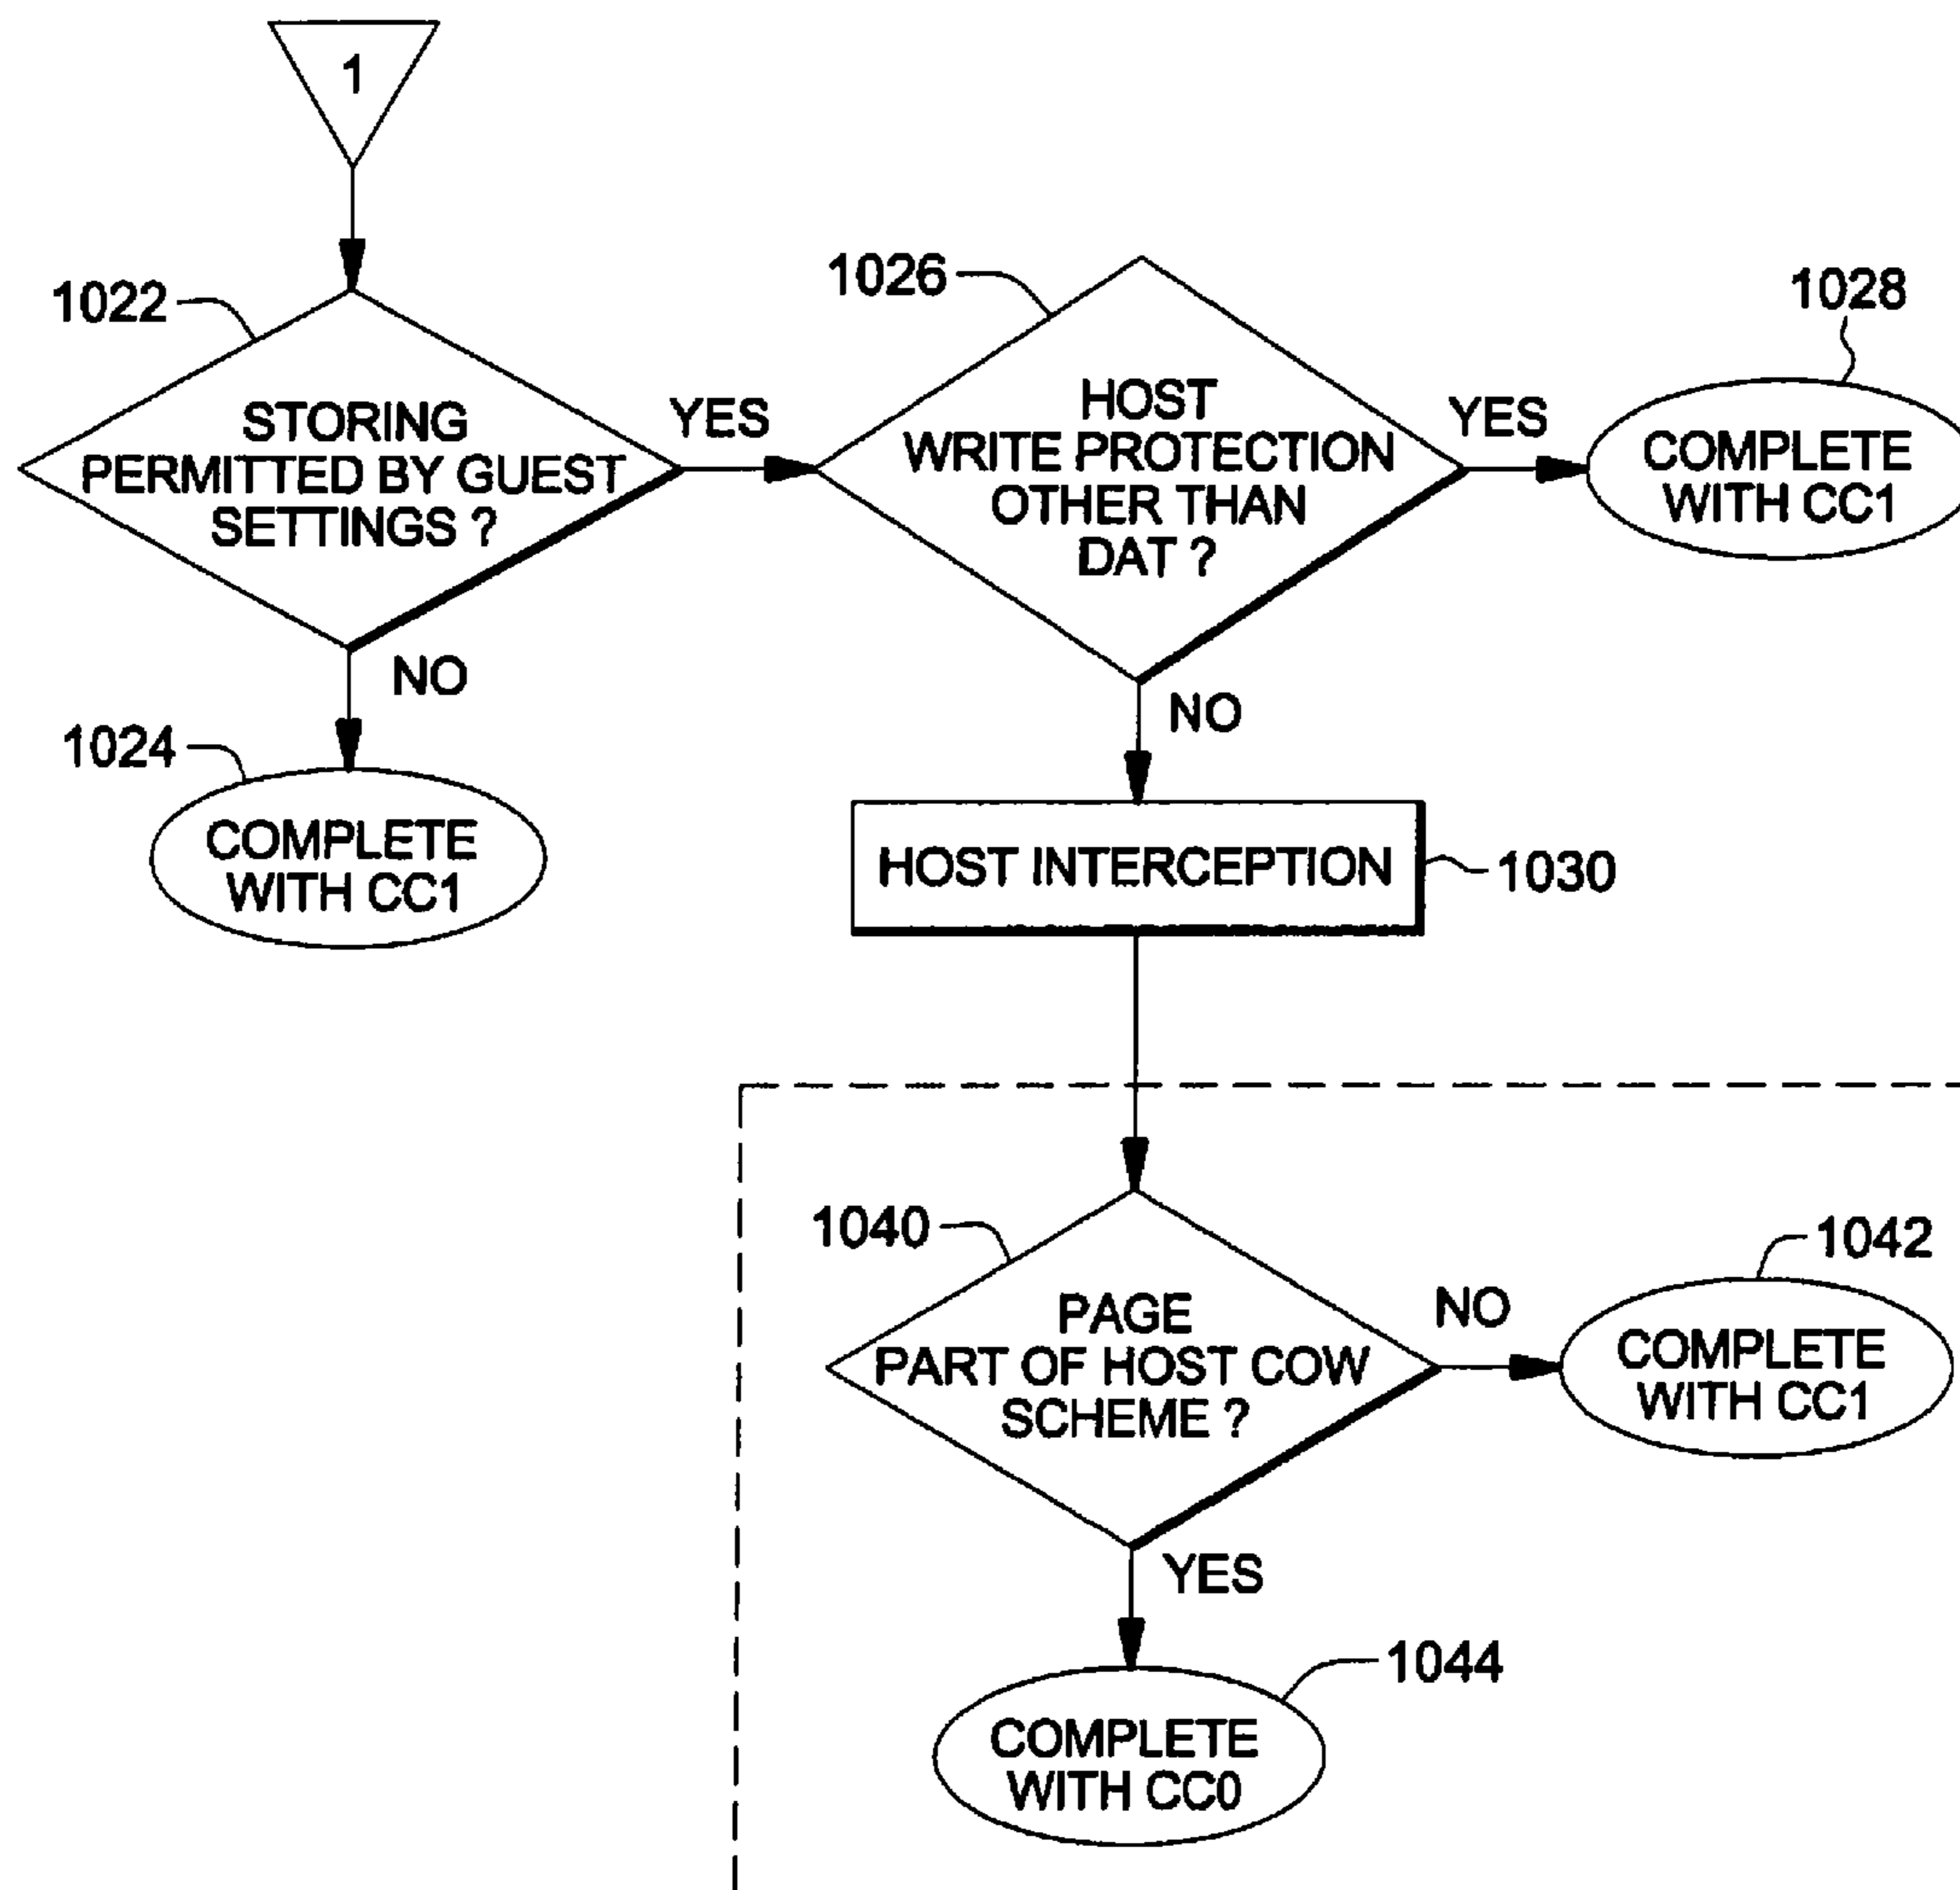 1
1022
STORING
PERMITTED BY GUEST
SETTINGS ?
YES
NO
1024
COMPLETE
WITH CC1
1026
HOST
WRITE PROTECTION
OTHER THAN
DAT ?
YES
1028
COMPLETE
WITH CC1
NO
HOST INTERCEPTION
1030
1040
PAGE
PART OF HOST COW
SCHEME ?
NO
1042
COMPLETE
WITH CC1
YES
1044
COMPLETE
WITH CC0